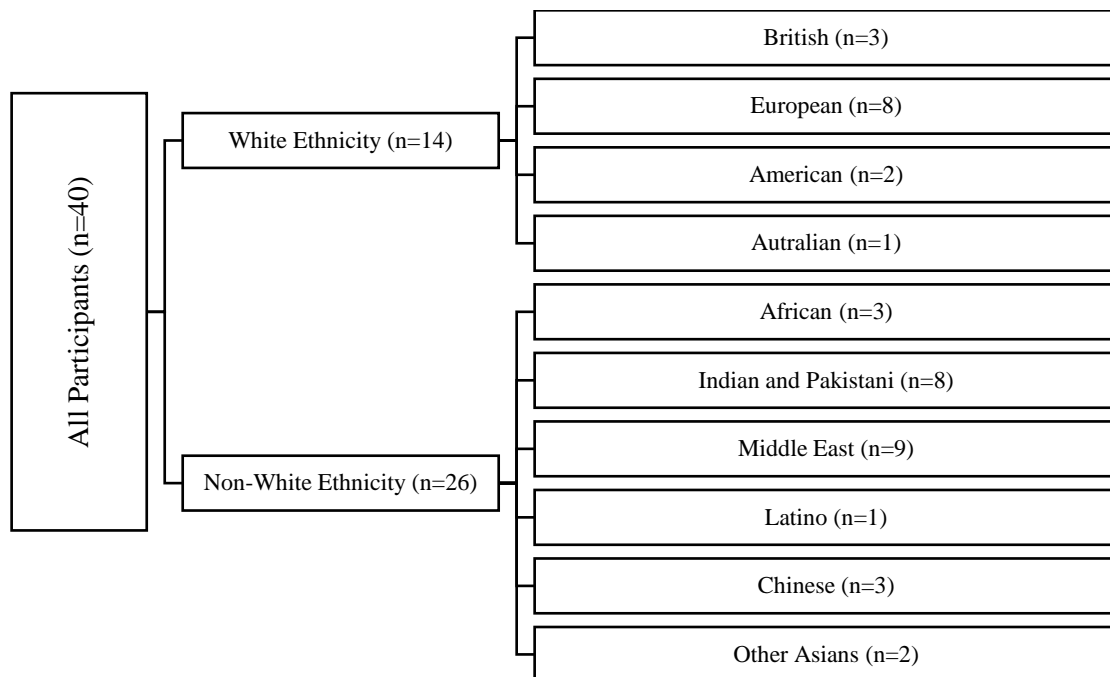 All Participants (n=40)
White Ethnicity (n=14)
British (n=3)
European (n=8)
American (n=2)
Autralian (n=1)
Non-White Ethnicity (n=26)
African (n=3)
Indian and Pakistani (n=8)
Middle East (n=9)
Latino (n=1)
Chinese (n=3)
Other Asians (n=2)